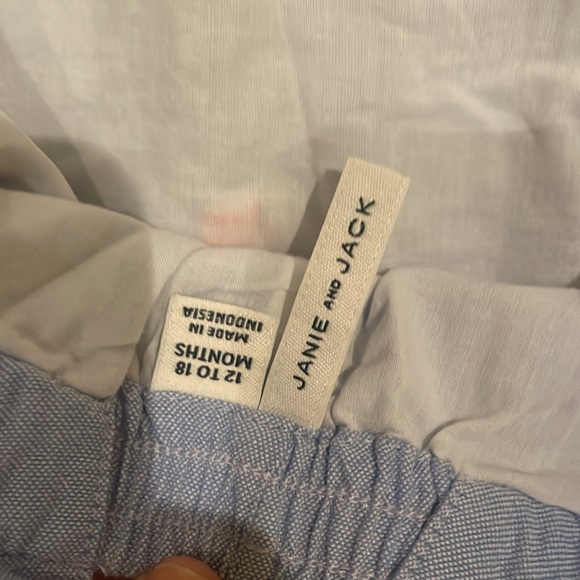 JANIE AND JACK
12 TO 18
MONTHS
MADE IN
INDONESIA